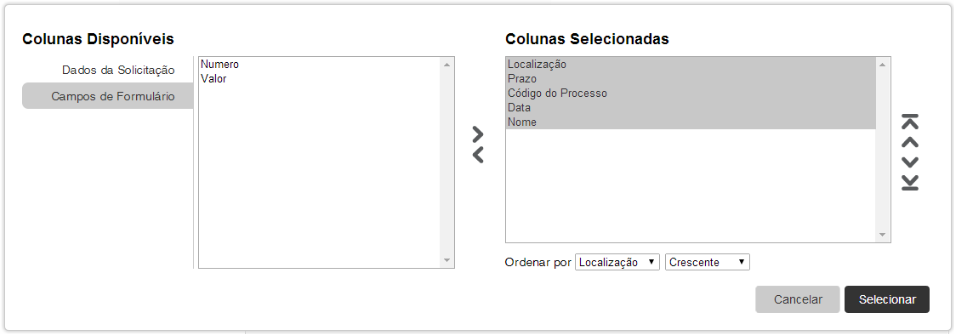 Colunas Disponíveis
Dados da Solicitação
Campos de Formulário
Numero
Valor
Colunas Selecionadas
Localização
Prazo
Código do Processo
Data
Nome
Ordenar por Localização Crescente
Cancelar Selecionar